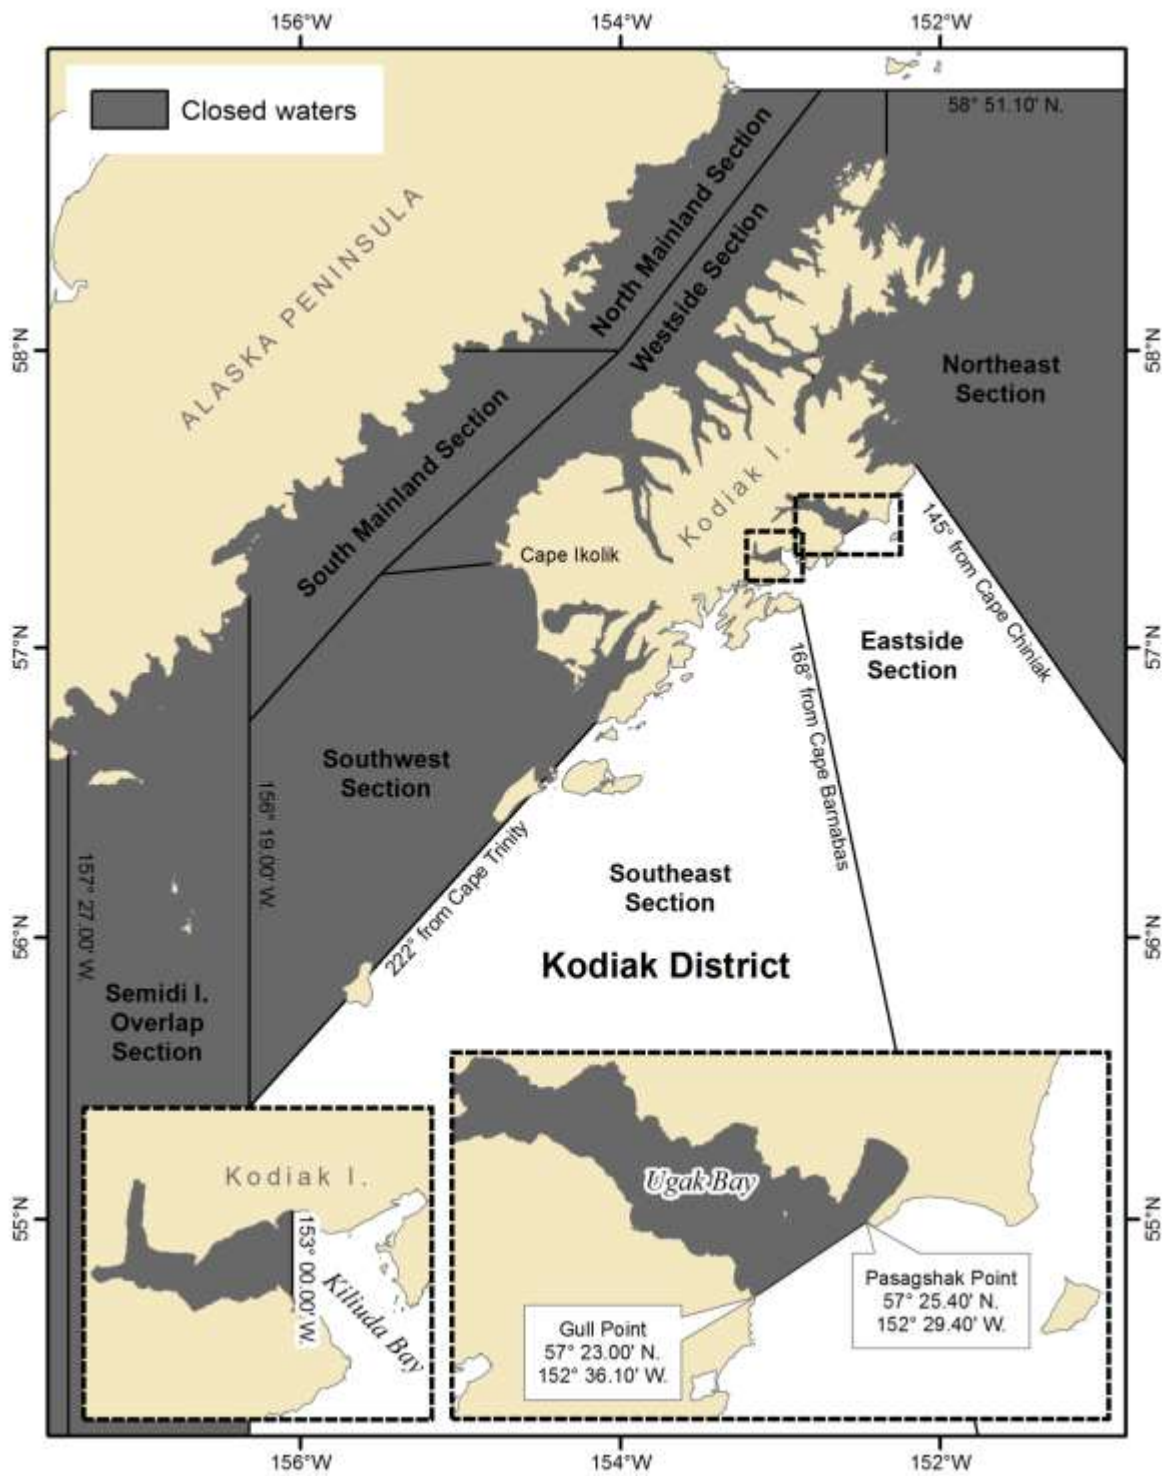 156°W
154°W
152°W
Closed waters
58° 51.10' N.
ALASKA PENINSULA
North Mainland Section
Westside Section
58°N
58°N
Northeast
Section
South Mainland Section
Kodiak I.
Cape Ikolik
145° from Cape Chiniak
57°N
57°N
Eastside
Section
168° from Cape Barnabas
Southwest
Section
156° 19.00' W.
157° 27.00' W.
222° from Cape Trinity
Southeast
Section
Kodiak District
56°N
56°N
Semidi I.
Overlap
Section
Kodiak I.
153° 00.00' W.
Kiliuda Bay
Ugak Bay
55°N
55°N
Pasagshak Point
57° 25.40' N.
152° 29.40' W.
Gull Point
57° 23.00' N.
152° 36.10' W.
156°W
154°W
152°W